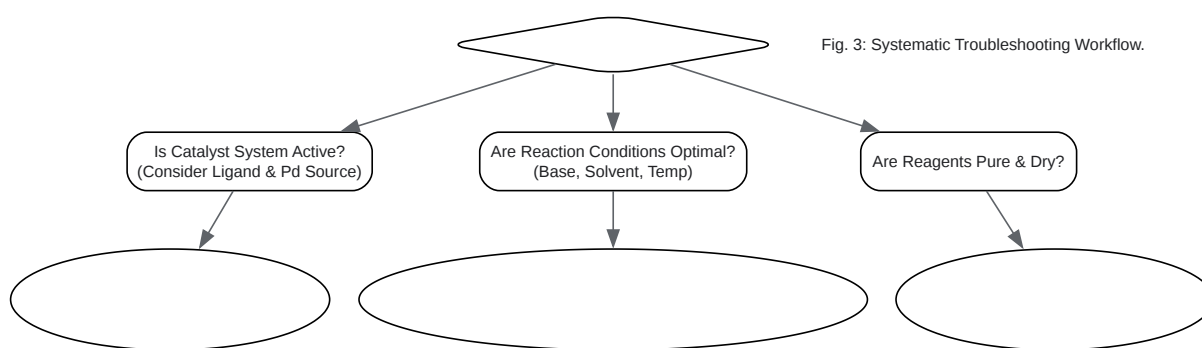 Fig. 3: Systematic Troubleshooting Workflow.
Is Catalyst System Active?
(Consider Ligand & Pd Source)
Are Reaction Conditions Optimal?
(Base, Solvent, Temp)
Are Reagents Pure & Dry?